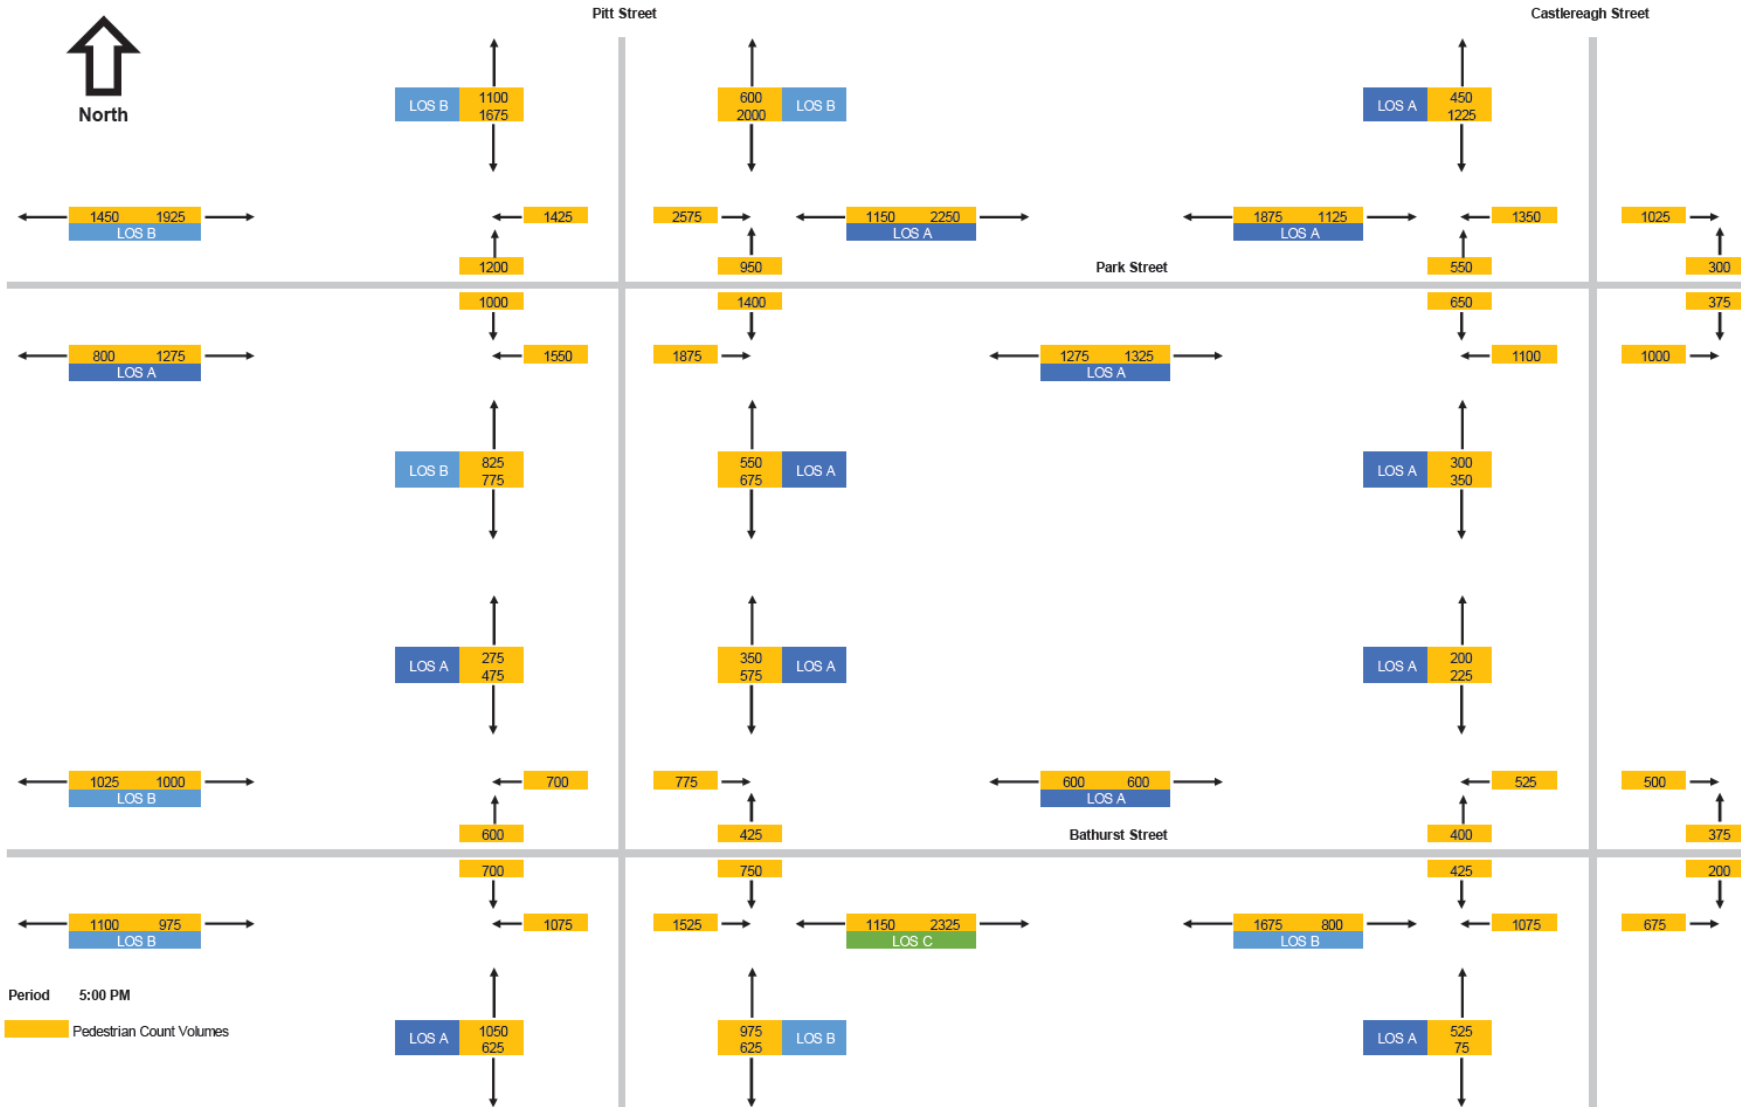 Pitt Street
Castlereagh Street
North
LOS B
1100
1675
600
2000
LOS B
LOS A
450
1225
1450 1925
LOS B
1425
2575
1150 2250
LOS A
1875 1125
LOS A
1350
1025
1200
950
Park Street
550
300
1000
1400
650
375
800 1275
LOS A
1550
1875
1275 1325
LOS A
1100
1000
LOS B
825
775
550
675
LOS A
LOS A
300
350
LOS A
275
475
350
575
LOS A
LOS A
200
225
1025 1000
LOS B
700
775
600 600
LOS A
525
500
600
425
Bathurst Street
400
375
700
750
425
200
1100 975
LOS B
1075
1525
1150 2325
LOS C
1675 800
LOS B
1075
675
Period 5:00 PM
Pedestrian Count Volumes
LOS A
1050
625
975
625
LOS B
LOS A
525
75